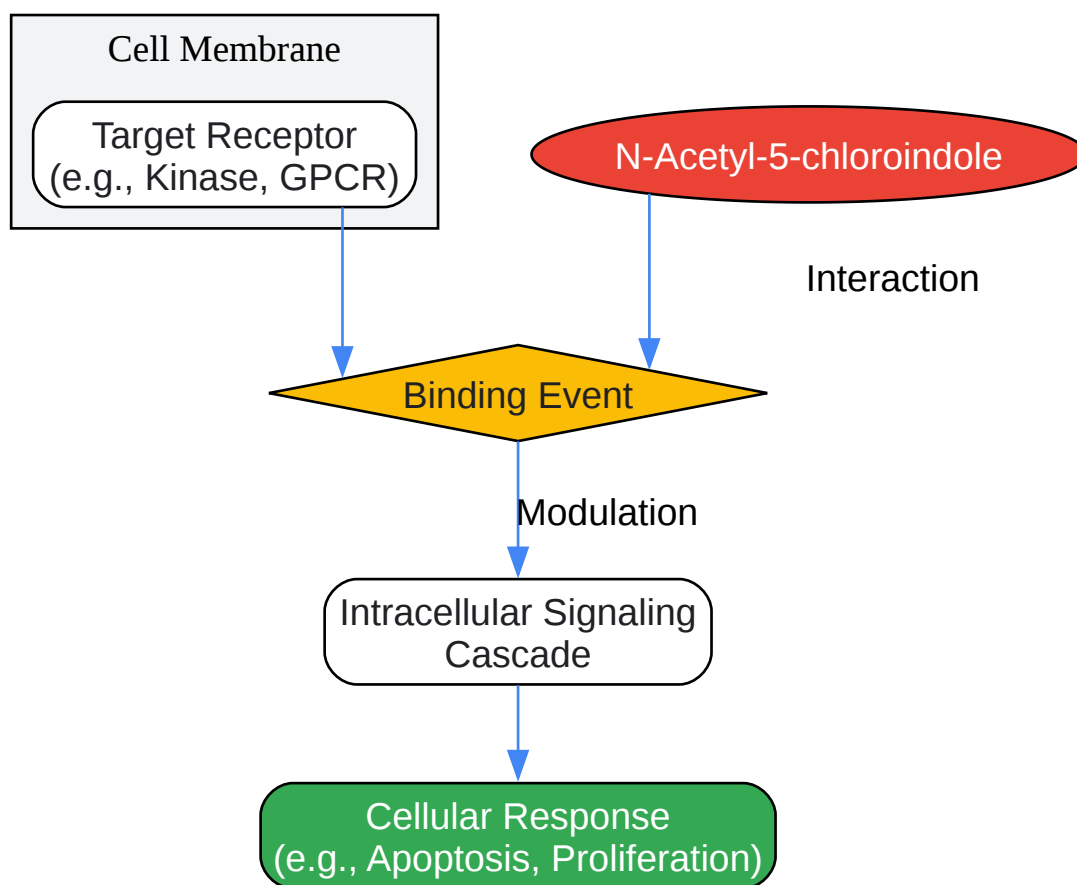 Cell Membrane
Target Receptor
(e.g., Kinase, GPCR)
N-Acetyl-5-chloroindole
Interaction
Binding Event
Modulation
Intracellular Signaling
Cascade
Cellular Response
(e.g., Apoptosis, Proliferation)